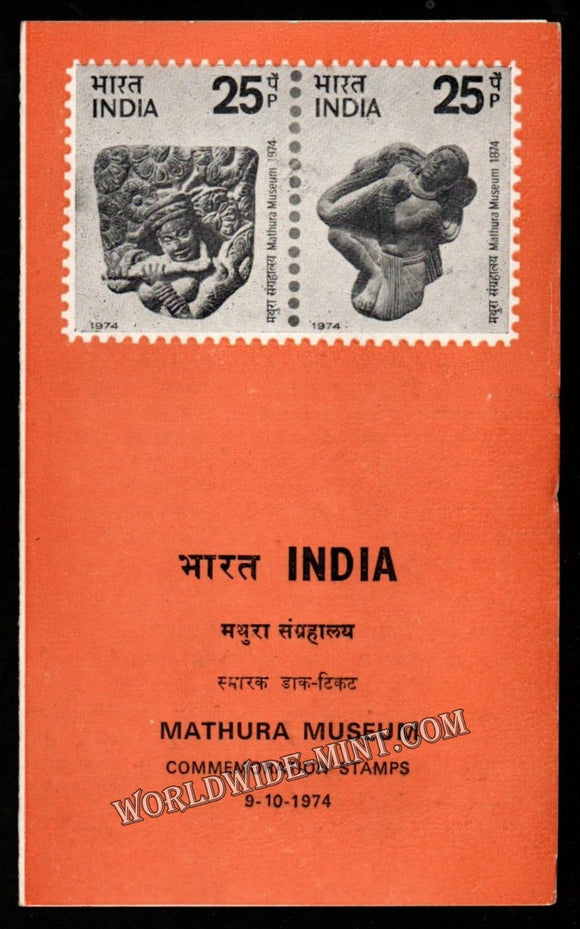 भारत
INDIA
25 पै
P
मथुरा संग्रहालय Mathura Museum 1874
1974
भारत
INDIA
25 पै
P
मथुरा संग्रहालय Mathura Museum 1874
1974
भारत INDIA
मथुरा संग्रहालय
स्मारक डाक-टिकट
MATHURA MUSEUM
COMMEMORATION STAMPS
9-10-1974
WORLDWIDE-MINT.COM